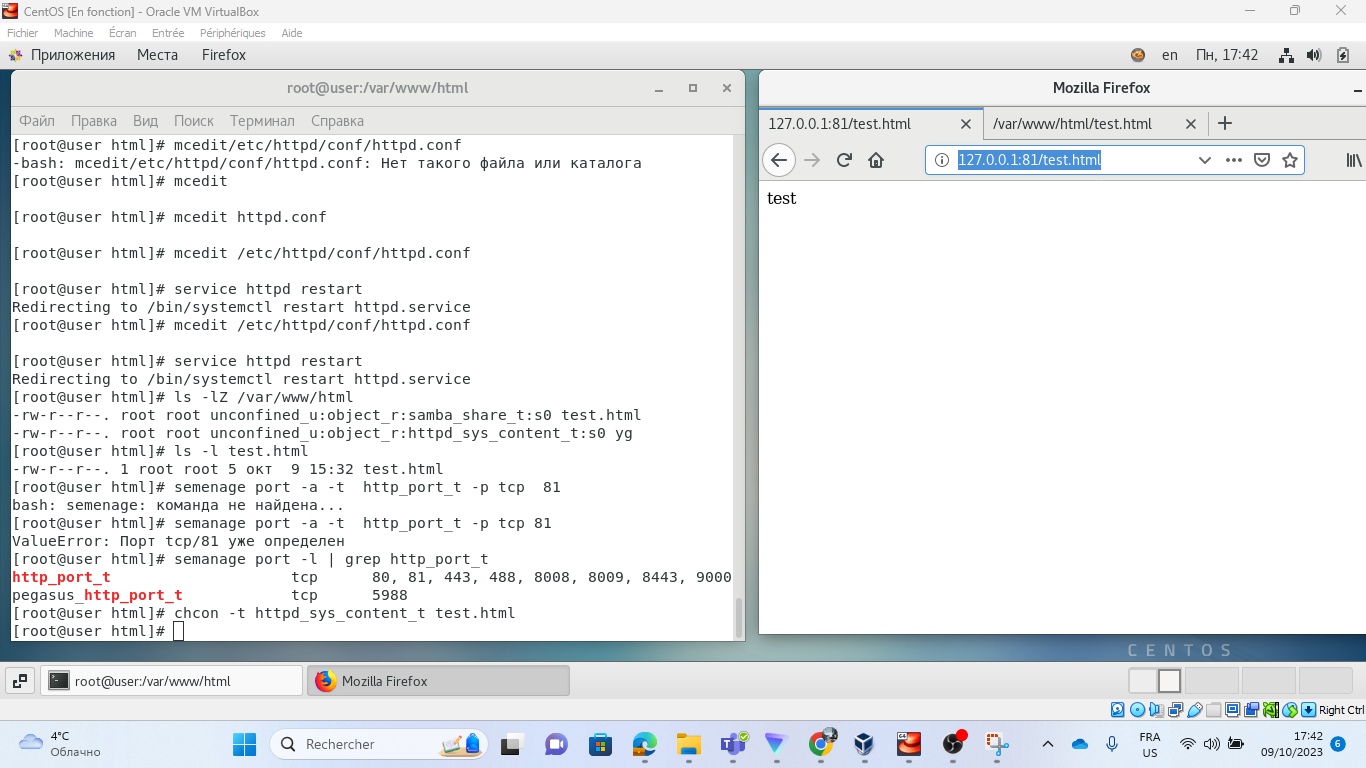 CentOS [En fonction] - Oracle VM VirtualBox
Fichier Machine Écran Entrée Périphériques Aide
Приложения Места Firefox en Пн, 17:42
root@user:/var/www/html
Файл Правка Вид Поиск Терминал Справка
[root@user html]# mcedit/etc/httpd/conf/httpd.conf
-bash: mcedit/etc/httpd/conf/httpd.conf: Нет такого файла или каталога
[root@user html]# mcedit
[root@user html]# mcedit httpd.conf
[root@user html]# mcedit /etc/httpd/conf/httpd.conf
[root@user html]# service httpd restart
Redirecting to /bin/systemctl restart httpd.service
[root@user html]# mcedit /etc/httpd/conf/httpd.conf
[root@user html]# service httpd restart
Redirecting to /bin/systemctl restart httpd.service
[root@user html]# ls -lZ /var/www/html
-rw-r--r--. root root unconfined_u:object_r:samba_share_t:s0 test.html
-rw-r--r--. root root unconfined_u:object_r:httpd_sys_content_t:s0 yg
[root@user html]# ls -l test.html
-rw-r--r--. 1 root root 5 окт  9 15:32 test.html
[root@user html]# semenage port -a -t  http_port_t -p tcp  81
bash: semenage: команда не найдена...
[root@user html]# semanage port -a -t  http_port_t -p tcp 81
ValueError: Порт tcp/81 уже определен
[root@user html]# semanage port -l | grep http_port_t
http_port_t                    tcp      80, 81, 443, 488, 8008, 8009, 8443, 9000
pegasus_http_port_t            tcp      5988
[root@user html]# chcon -t httpd_sys_content_t test.html
[root@user html]#
Mozilla Firefox
127.0.0.1:81/test.html /var/www/html/test.html
127.0.0.1:81/test.html
test
CENTOS
root@user:/var/www/html Mozilla Firefox
Right Ctrl
4°C
Облачно
Rechercher
64
FRA
US
17:42
09/10/2023
6